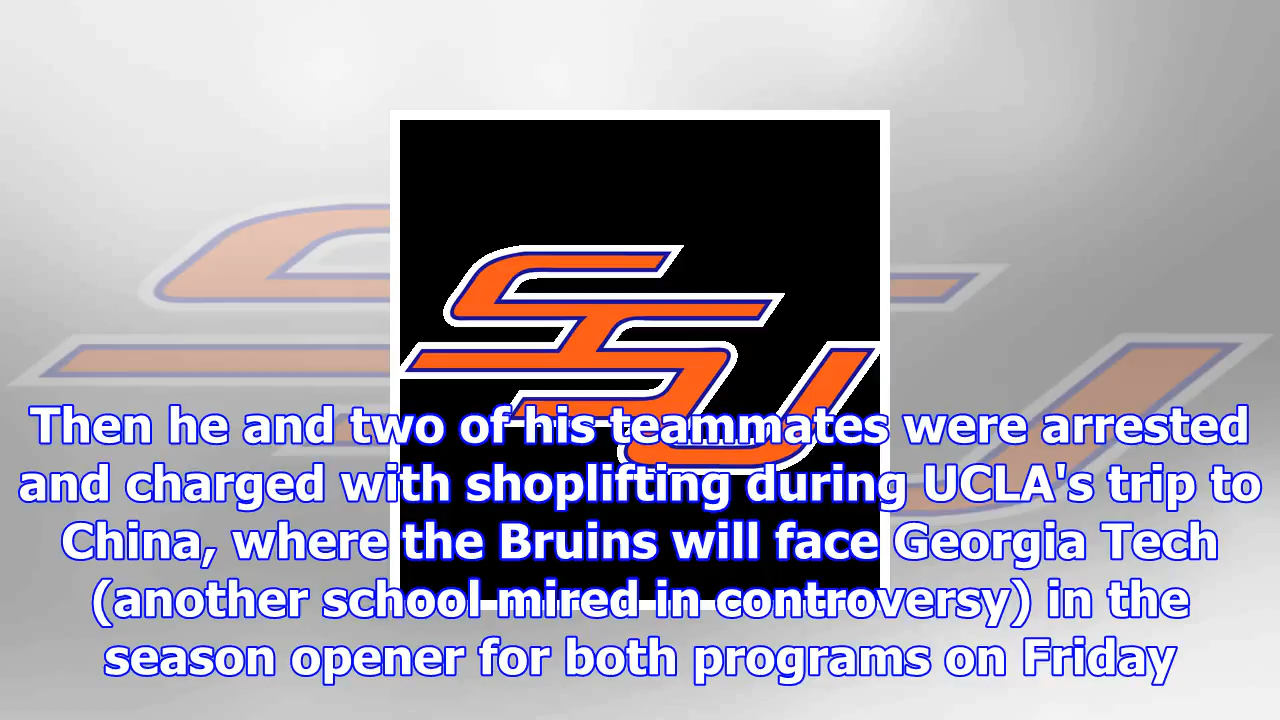 SSU
Then he and two of his teammates were arrested
and charged with shoplifting during UCLA's trip to
China, where the Bruins will face Georgia Tech
(another school mired in controversy) in the
season opener for both programs on Friday